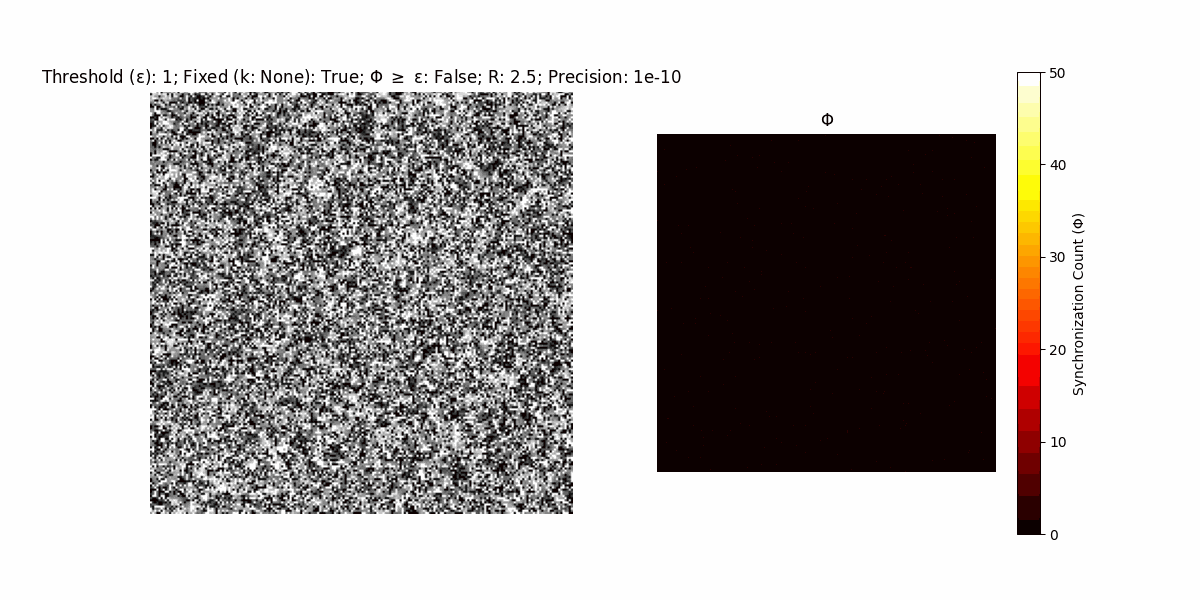 Threshold (ε): 1; Fixed (k: None): True; Φ ≥ ε: False; R: 2.5; Precision: 1e-10
Φ
50
40
30
20
10
0
Synchronization Count (Φ)